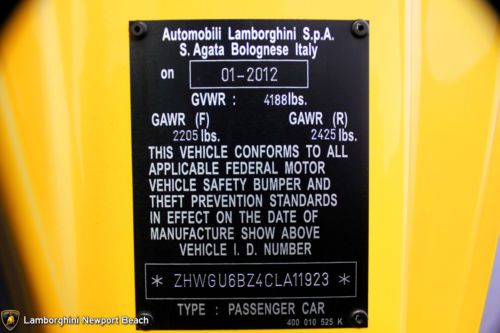 Automobili Lamborghini S.p.A.
S. Agata Bolognese Italy
on 01-2012
GVWR : 4188lbs.
GAWR (F) GAWR (R)
2205 lbs. 2425 lbs.
THIS VEHICLE CONFORMS TO ALL
APPLICABLE FEDERAL MOTOR
VEHICLE SAFETY BUMPER AND
THEFT PREVENTION STANDARDS
IN EFFECT ON THE DATE OF
MANUFACTURE SHOW ABOVE
VEHICLE I. D. NUMBER
* ZHWGU6BZ4CLA11923 *
TYPE : PASSENGER CAR
400 010 525 K
Lamborghini Newport Beach